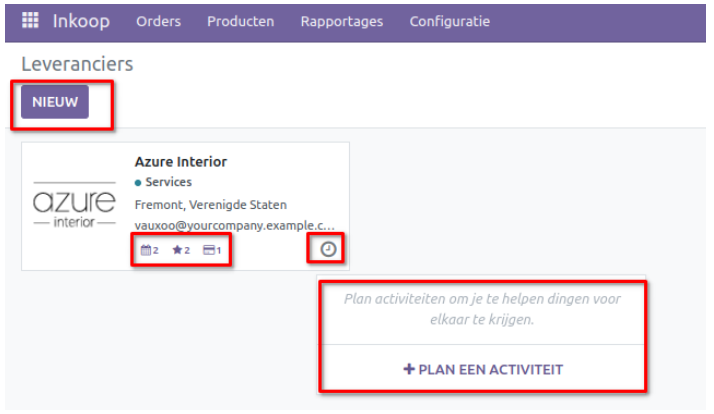 Inkoop Orders Producten Rapportages Configuratie
Leveranciers
NIEUW
azure
interior
Azure Interior
Services
Fremont, Verenigde Staten
vauxoo@yourcompany.example.c...
2 2 1
Plan activiteiten om je te helpen dingen voor
elkaar te krijgen.
+ PLAN EEN ACTIVITEIT